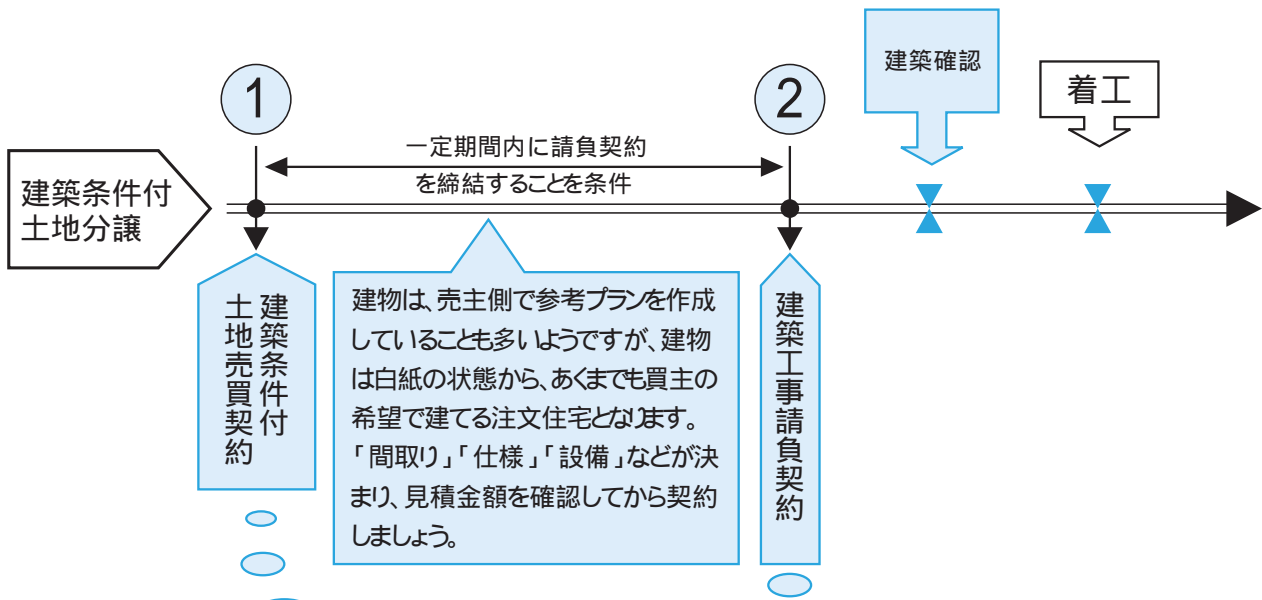 建築確認
着工
1
2
一定期間内に請負契約
を締結することを条件
建築条件付
土地分譲
建築条件付
土地売買契約
建物は、売主側で参考プランを作成
していることも多いようですが、建物
は白紙の状態から、あくまでも買主の
希望で建てる注文住宅となります。
「間取り」「仕様」「設備」などが決
まり、見積金額を確認してから契約
しましょう。
建築工事請負契約